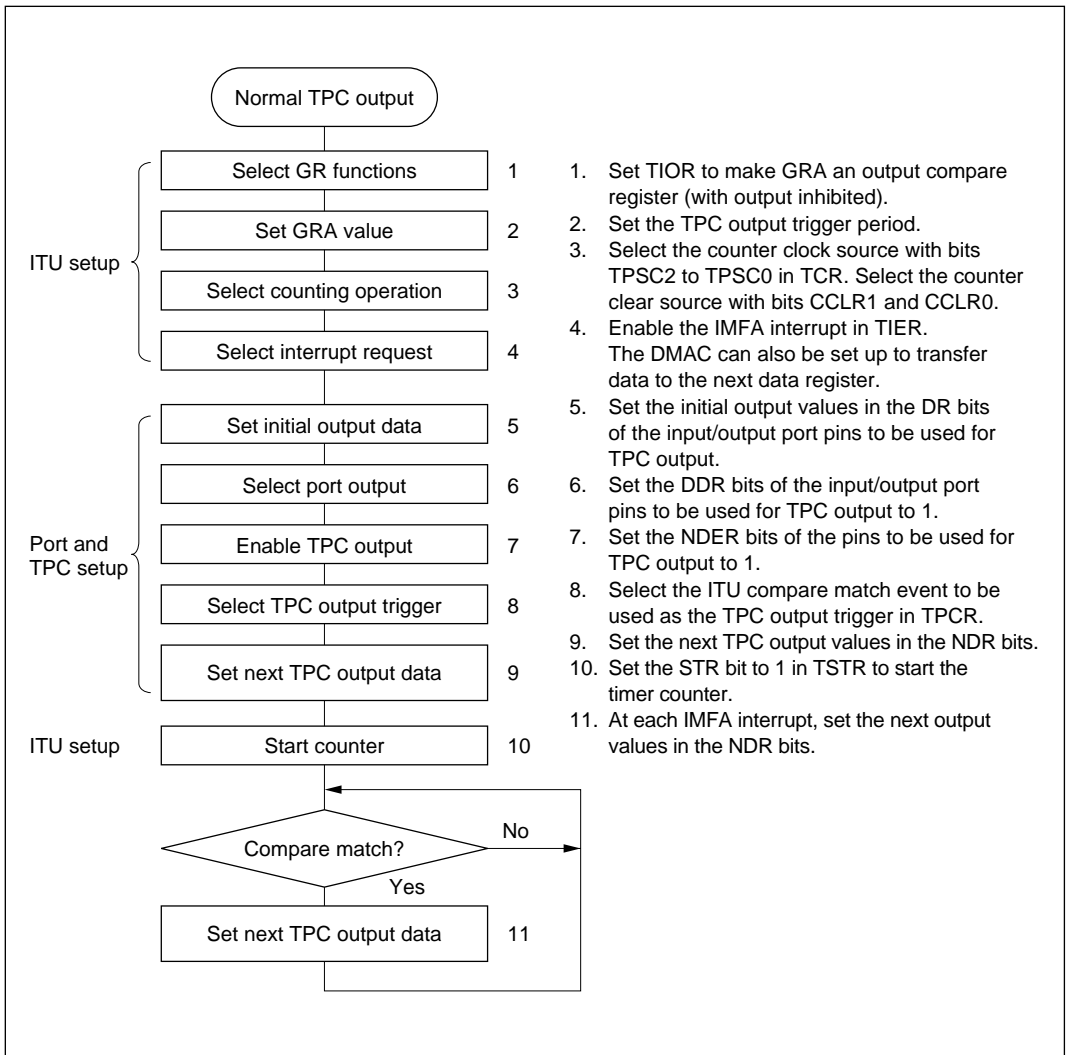 Normal TPC output
ITU setup
Select GR functions 1
Set GRA value 2
Select counting operation 3
Select interrupt request 4
Port and
TPC setup
Set initial output data 5
Select port output 6
Enable TPC output 7
Select TPC output trigger 8
Set next TPC output data 9
ITU setup
Start counter 10
Compare match?
No
Yes
Set next TPC output data 11
1. Set TIOR to make GRA an output compare
register (with output inhibited).
2. Set the TPC output trigger period.
3. Select the counter clock source with bits
TPSC2 to TPSC0 in TCR. Select the counter
clear source with bits CCLR1 and CCLR0.
4. Enable the IMFA interrupt in TIER.
The DMAC can also be set up to transfer
data to the next data register.
5. Set the initial output values in the DR bits
of the input/output port pins to be used for
TPC output.
6. Set the DDR bits of the input/output port
pins to be used for TPC output to 1.
7. Set the NDER bits of the pins to be used for
TPC output to 1.
8. Select the ITU compare match event to be
used as the TPC output trigger in TPCR.
9. Set the next TPC output values in the NDR bits.
10. Set the STR bit to 1 in TSTR to start the
timer counter.
11. At each IMFA interrupt, set the next output
values in the NDR bits.